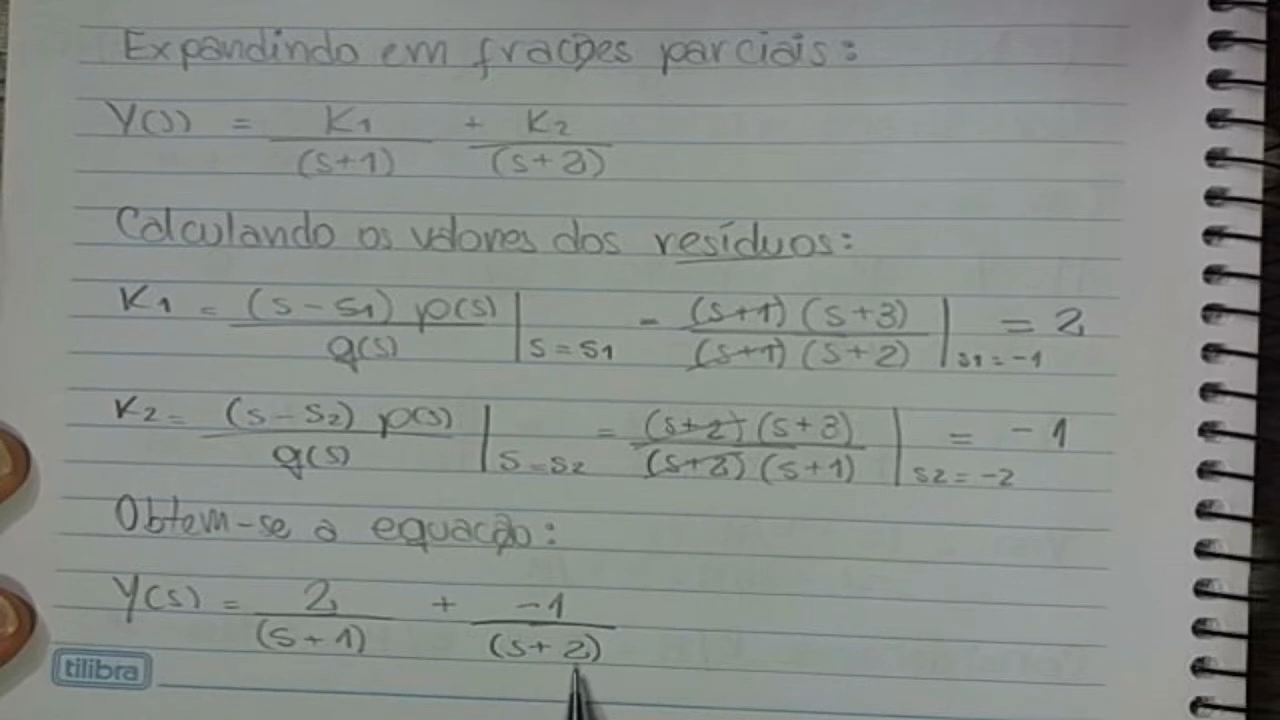 Expandindo em frações parciais:
Y(s) = K1/(s+1) + K2/(s+2)
Calculando os valores dos resíduos:
K1 = (s-s1) p(s)/q(s) | s=s1 = (s+1)(s+3)/(s+1)(s+2) | s1=-1 = 2
K2 = (s-s2) p(s)/q(s) | s=s2 = (s+2)(s+3)/(s+2)(s+1) | s2=-2 = -1
Obtem-se a equação:
Y(s) = 2/(s+1) + -1/(s+2)
tilibra